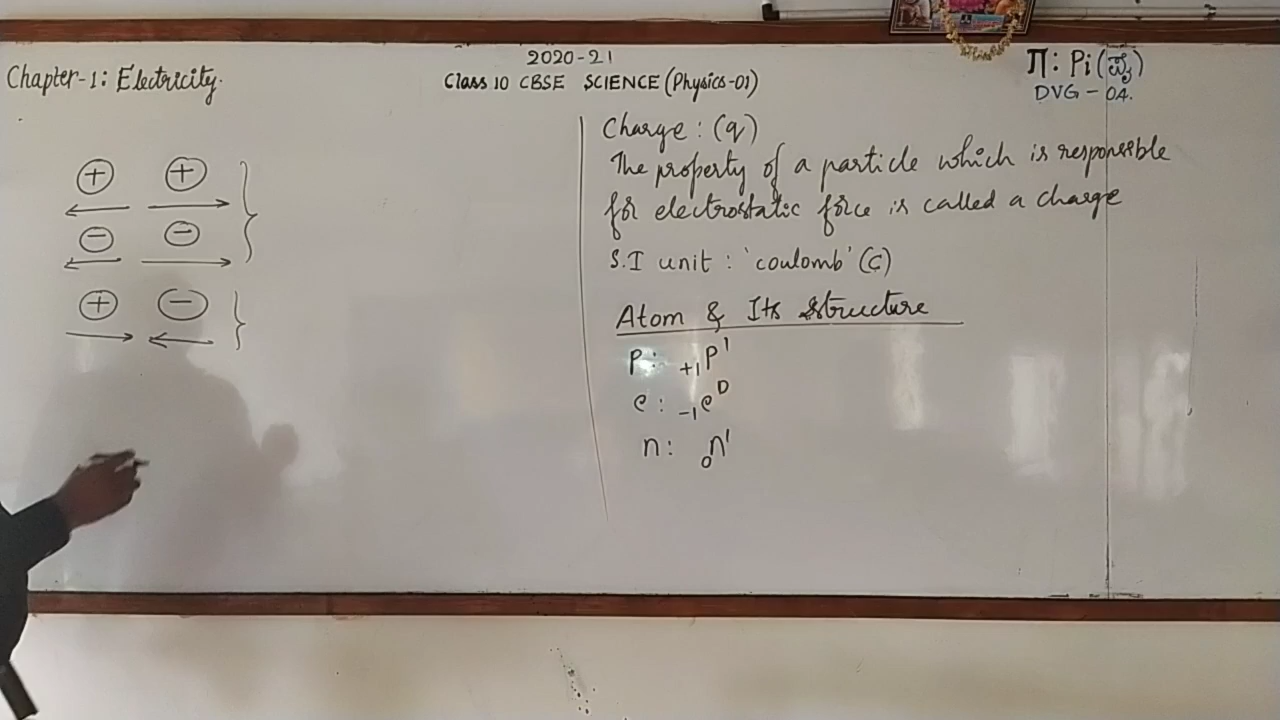 2020-21
Chapter-1: Electricity.
Class 10 CBSE SCIENCE (Physics-01)
Π: Pi
DVG - 04.
+ +
- -
+ -
Charge: (q)
The property of a particle which is responsible
for electrostatic force is called a charge
S.I unit: 'coulomb' (C)
Atom & Its Structure
P: +1P1
e: -1e0
n: 0n1